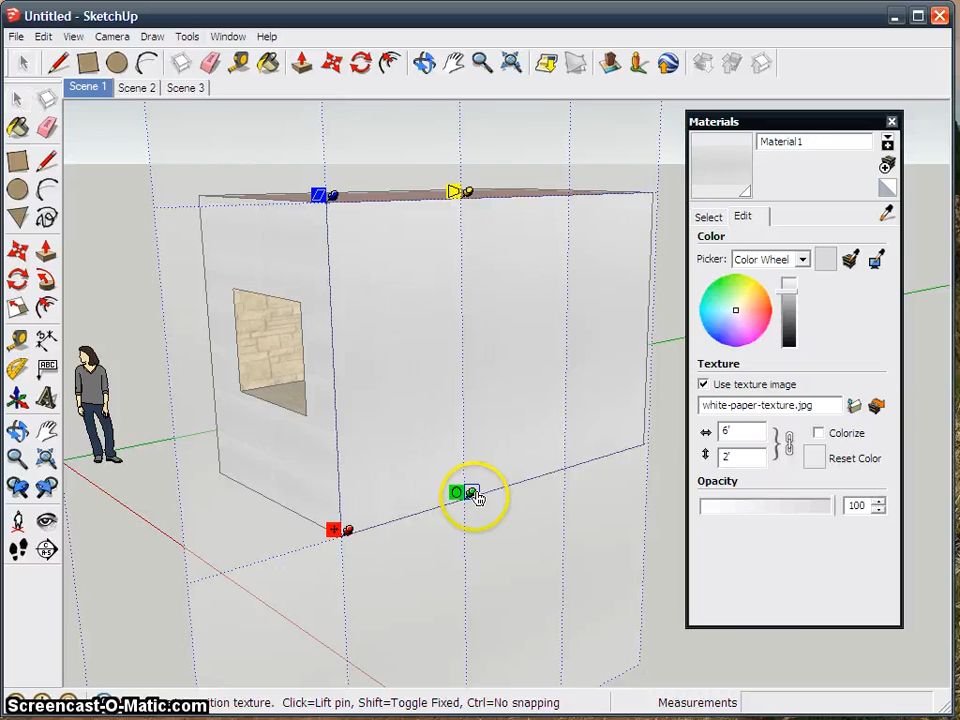 Untitled - SketchUp
File Edit View Camera Draw Tools Window Help
Scene 1 Scene 2 Scene 3
Materials
Material1
Select Edit
Color
Picker: Color Wheel
Texture
Use texture image
white-paper-texture.jpg
6' Colorize
2' Reset Color
Opacity
100
ABC
Screencast-O-Matic.com
tion texture. Click=Lift pin, Shift=Toggle Fixed, Ctrl=No snapping Measurements